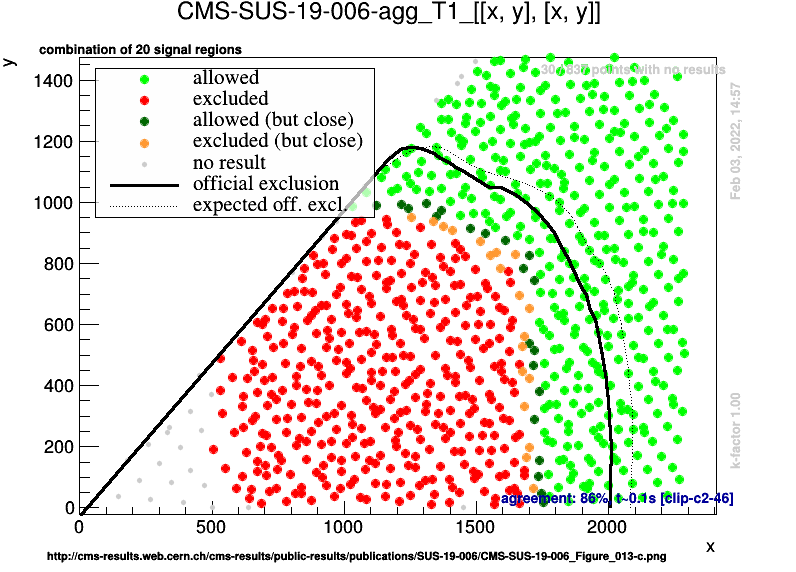 CMS-SUS-19-006-agg_T1_[[x, y], [x, y]]
y
combination of 20 signal regions
points with no results
allowed
excluded
allowed (but close)
excluded (but close)
no result
official exclusion
expected off. excl.
1400
1200
1000
800
600
400
200
0
0 500 1000 1500 2000
x
Feb 03, 2022, 14:57
k-factor 1.00
agreement: 86%, t~0.1s [clip-c2-46]
http://cms-results.web.cern.ch/cms-results/public-results/publications/SUS-19-006/CMS-SUS-19-006_Figure_013-c.png